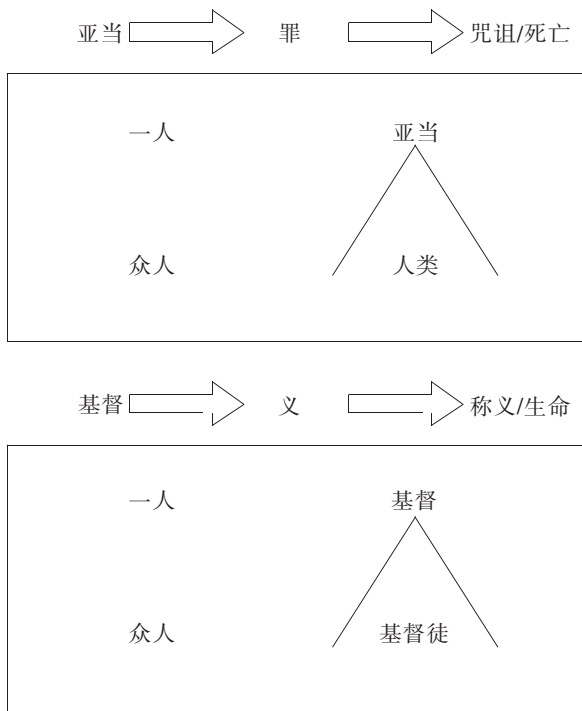 亚当 罪 咒诅/死亡
一人 亚当
众人 人类
基督 义 称义/生命
一人 基督
众人 基督徒